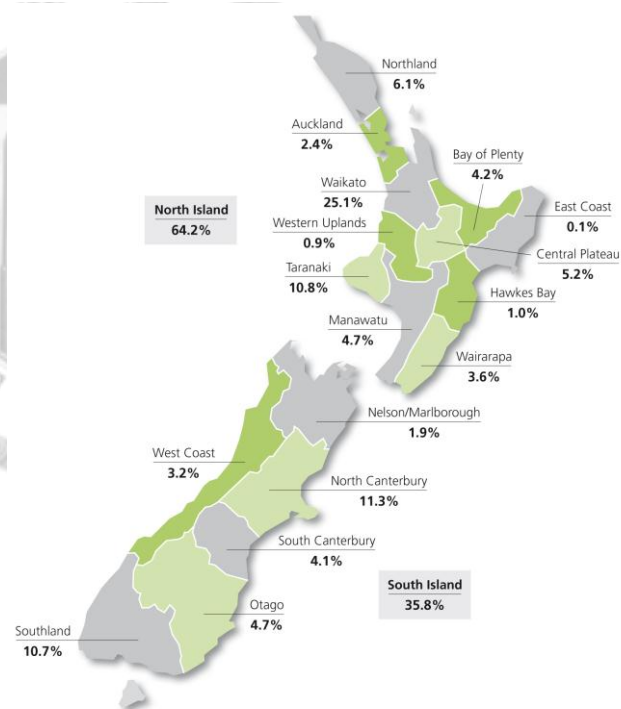 Northland
6.1%
Auckland
2.4%
Bay of Plenty
4.2%
Waikato
25.1%
East Coast
0.1%
North Island
64.2%
Western Uplands
0.9%
Central Plateau
5.2%
Taranaki
10.8%
Hawkes Bay
1.0%
Manawatu
4.7%
Wairarapa
3.6%
Nelson/Marlborough
1.9%
West Coast
3.2%
North Canterbury
11.3%
South Canterbury
4.1%
South Island
35.8%
Otago
4.7%
Southland
10.7%